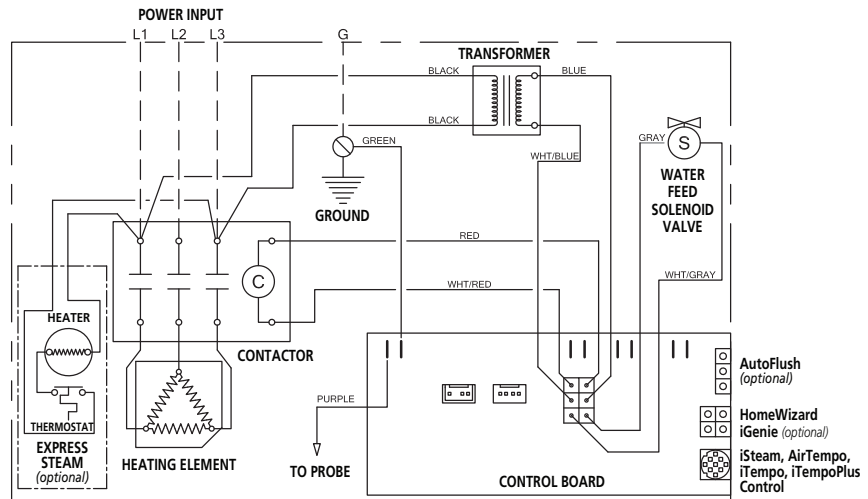 POWER INPUT
L1 L2 L3 G
TRANSFORMER
BLACK
BLUE
BLACK
GREEN
WHT/BLUE
GRAY
S
WATER
FEED
SOLENOID
VALVE
GROUND
RED
C
WHT/RED
WHT/GRAY
HEATER
CONTACTOR
THERMOSTAT
EXPRESS
STEAM
(optional)
HEATING ELEMENT
PURPLE
TO PROBE
CONTROL BOARD
AutoFlush
(optional)
HomeWizard
iGenie (optional)
iSteam, AirTempo,
iTempo, iTempoPlus
Control